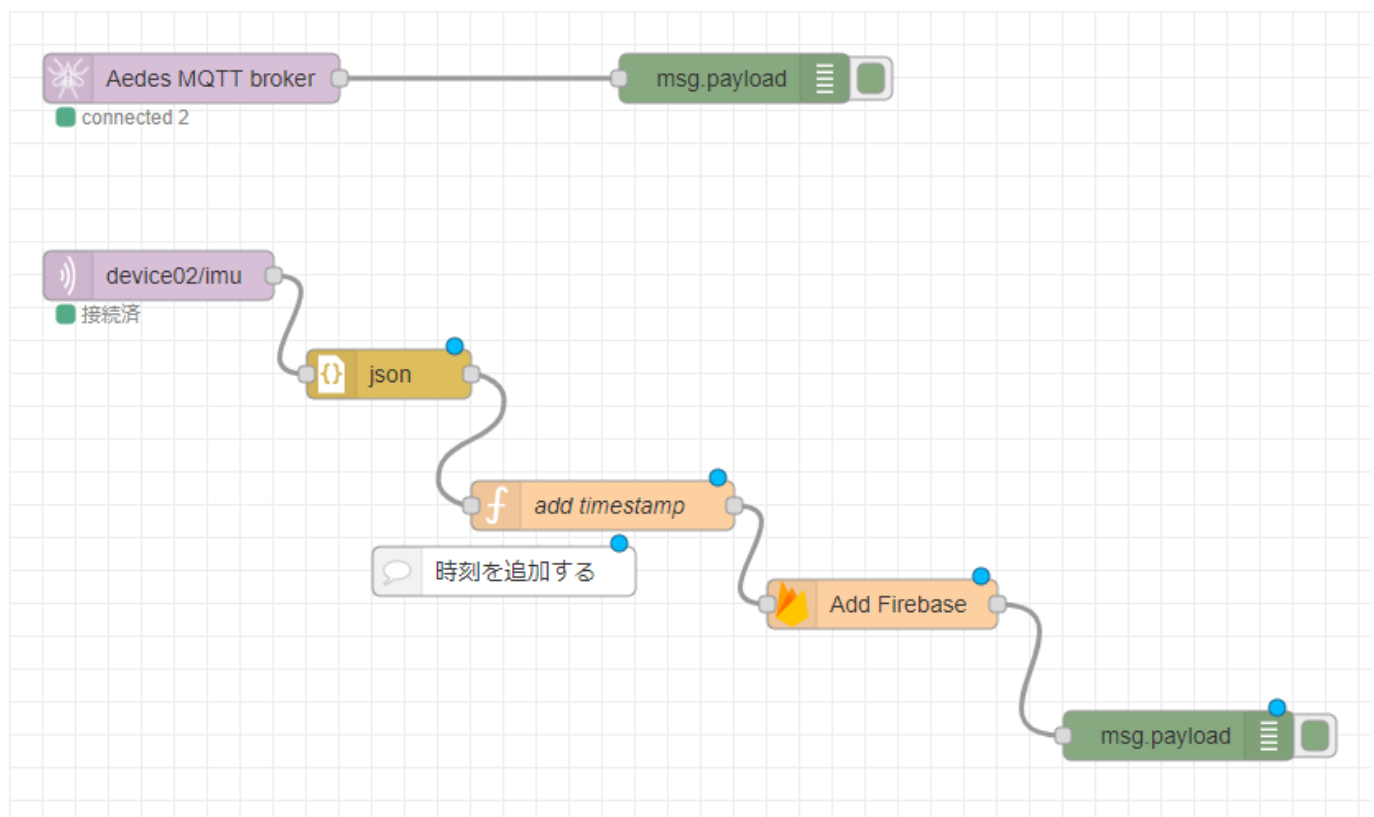 Aedes MQTT broker
msg.payload
connected 2
device02/imu
接続済
json
add timestamp
時刻を追加する
Add Firebase
msg.payload